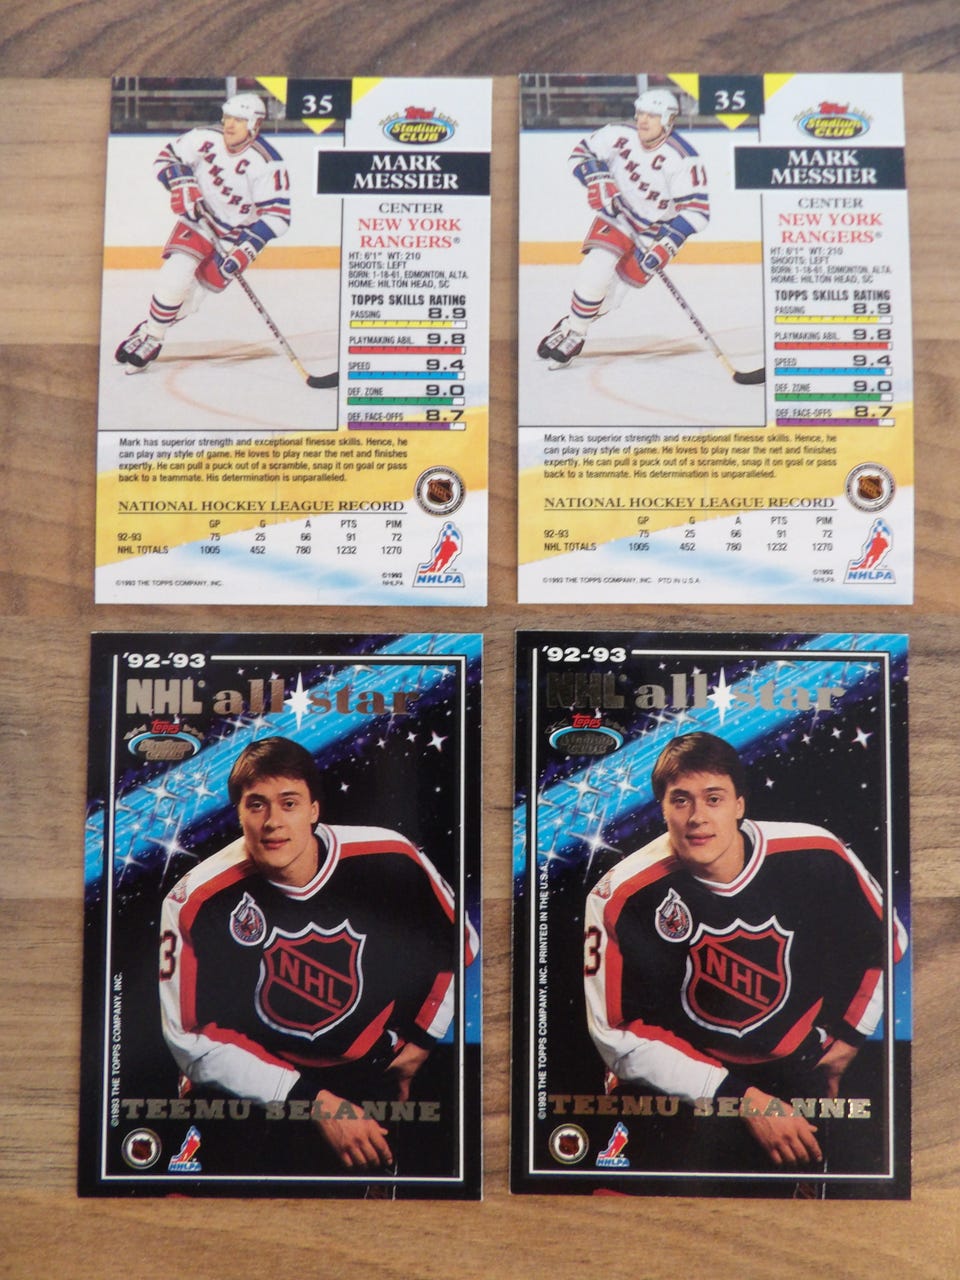 35
Topps
Stadium
CLUB
MARK
MESSIER
RANGERS
C
11
CENTER
NEW YORK
RANGERS®
HT: 6'1" WT: 210
SHOOTS: LEFT
BORN: 1-18-61, EDMONTON, ALTA.
HOME: HILTON HEAD, SC
TOPPS SKILLS RATING
PASSING 8.9
PLAYMAKING ABIL. 9.8
SPEED 9.4
DEF. ZONE 9.0
DEF. FACE-OFFS 8.7
Mark has superior strength and exceptional finesse skills. Hence, he
can play any style of game. He loves to play near the net and finishes
expertly. He can pull a puck out of a scramble, snap it on goal or pass
back to a teammate. His determination is unparalleled.
NATIONAL HOCKEY LEAGUE RECORD
GP G A PTS PIM
92-93 75 25 66 91 72
NHL TOTALS 1005 452 780 1232 1270
©1993 THE TOPPS COMPANY, INC.
©1993
NHLPA
NHL
NHLPA
35
Topps
Stadium
CLUB
MARK
MESSIER
RANGERS
C
11
CENTER
NEW YORK
RANGERS®
HT: 6'1" WT: 210
SHOOTS: LEFT
BORN: 1-18-61, EDMONTON, ALTA.
HOME: HILTON HEAD, SC
TOPPS SKILLS RATING
PASSING 8.9
PLAYMAKING ABIL. 9.8
SPEED 9.4
DEF. ZONE 9.0
DEF. FACE-OFFS 8.7
Mark has superior strength and exceptional finesse skills. Hence, he
can play any style of game. He loves to play near the net and finishes
expertly. He can pull a puck out of a scramble, snap it on goal or pass
back to a teammate. His determination is unparalleled.
NATIONAL HOCKEY LEAGUE RECORD
GP G A PTS PIM
92-93 75 25 66 91 72
NHL TOTALS 1005 452 780 1232 1270
©1993 THE TOPPS COMPANY, INC. PTD IN U.S.A.
©1993
NHLPA
NHL
NHLPA
'92-'93
NHL® all star
Topps
Stadium
CLUB
3
NHL
©1993 THE TOPPS COMPANY, INC.
TEEMU SELANNE
NHLPA
'92-'93
NHL® all star
Topps
Stadium
CLUB
3
NHL
©1993 THE TOPPS COMPANY, INC. PRINTED IN THE U.S.A.
TEEMU SELANNE
NHLPA